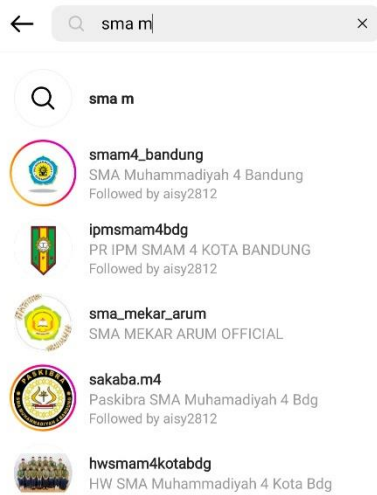 sma m
sma m
smam4_bandung
SMA Muhammadiyah 4 Bandung
Followed by aisy2812
ipmsmam4bdg
PR IPM SMAM 4 KOTA BANDUNG
Followed by aisy2812
sma_mekar_arum
SMA MEKAR ARUM OFFICIAL
sakaba.m4
PASKIBRA
Paskibra SMA Muhamadiyah 4 Bdg
Followed by aisy2812
hwsmam4kotabdg
HW SMA Muhammadiyah 4 Kota Bdg